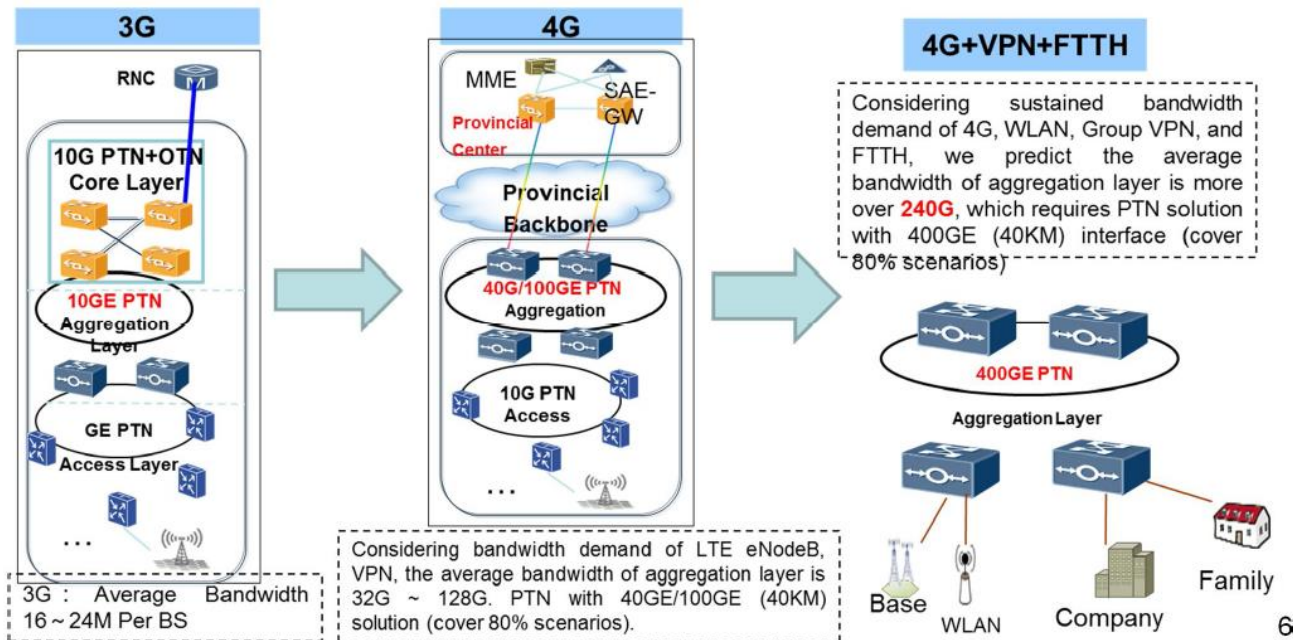 3G
RNC
10G PTN+OTN
Core Layer
10GE PTN
Aggregation
Layer
GE PTN
Access Layer
...
...
3G : Average Bandwidth
16 ~ 24M Per BS
4G
MME
SAE-
GW
Provincial
Center
Provincial
Backbone
40G/100GE PTN
Aggregation
10G PTN
Access
...
Considering bandwidth demand of LTE eNodeB,
VPN, the average bandwidth of aggregation layer is
32G ~ 128G. PTN with 40GE/100GE (40KM)
solution (cover 80% scenarios).
4G+VPN+FTTH
Considering sustained bandwidth
demand of 4G, WLAN, Group VPN, and
FTTH, we predict the average
bandwidth of aggregation layer is more
over 240G, which requires PTN solution
with 400GE (40KM) interface (cover
80% scenarios)
400GE PTN
Aggregation Layer
Base
WLAN
Company
Family
6